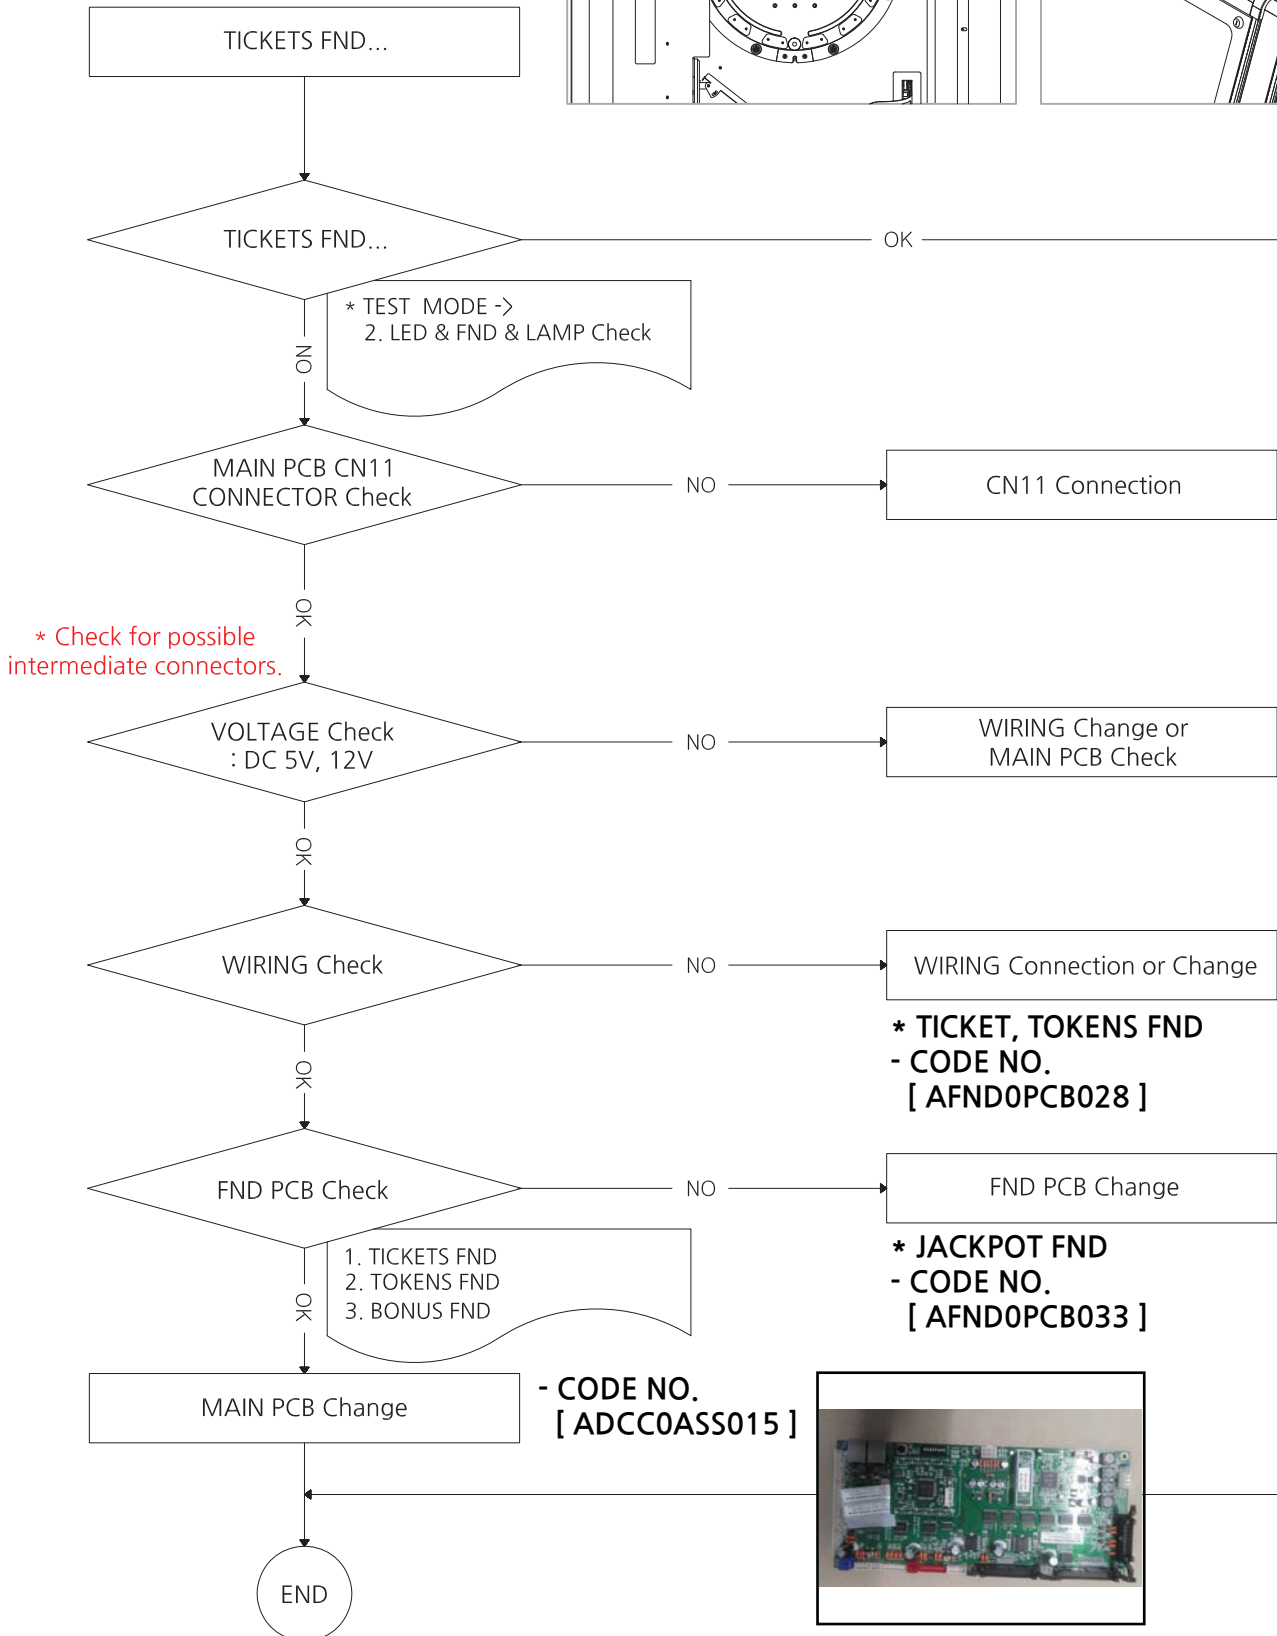 TICKETS FND...
TICKETS FND...
OK
* TEST MODE ->
2. LED & FND & LAMP Check
NO
MAIN PCB CN11
CONNECTOR Check
NO
CN11 Connection
OK
* Check for possible
intermediate connectors.
VOLTAGE Check
: DC 5V, 12V
NO
WIRING Change or
MAIN PCB Check
OK
WIRING Check
NO
WIRING Connection or Change
* TICKET, TOKENS FND
- CODE NO.
[ AFND0PCB028 ]
OK
FND PCB Check
NO
FND PCB Change
* JACKPOT FND
- CODE NO.
[ AFND0PCB033 ]
1. TICKETS FND
2. TOKENS FND
3. BONUS FND
OK
MAIN PCB Change
- CODE NO.
[ ADCC0ASS015 ]
END